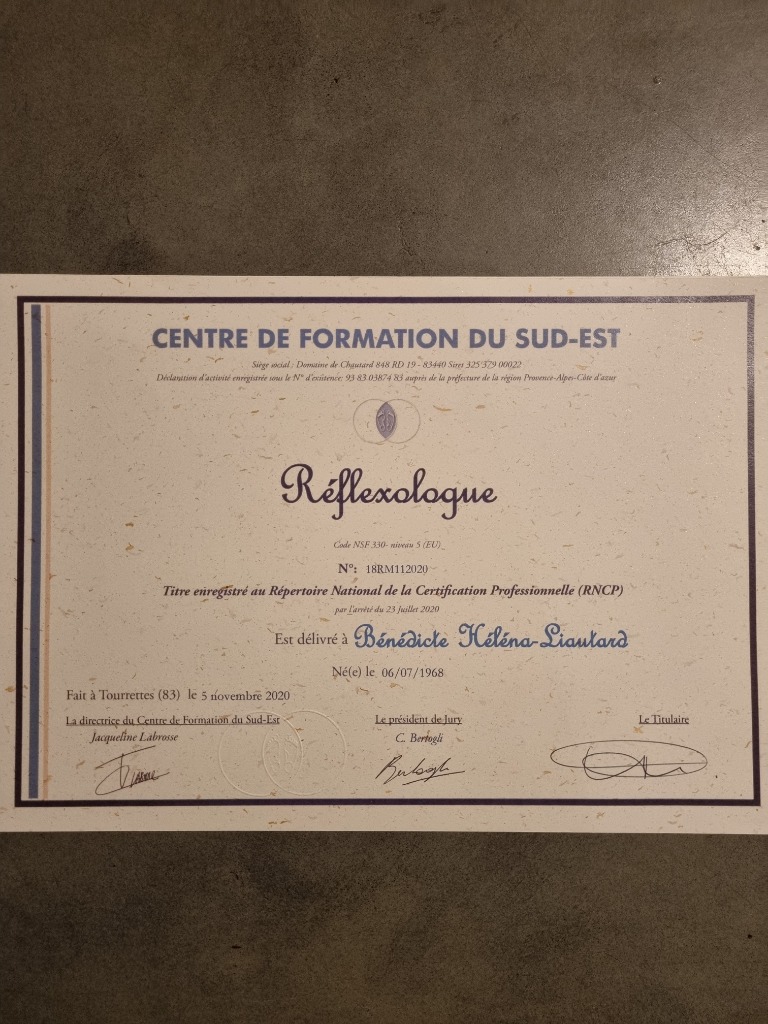 CENTRE DE FORMATION DU SUD-EST
Siège social : Domaine de Chautard 848 RD 19 - 83440 Siret 325 379 00022
Déclaration d'activité enregistrée sous le N° d'existence: 93 83 03874 83 auprès de la préfecture de la région Provence-Alpes-Côte d'azur
Réflexologue
Code NSF 330- niveau 5 (EU)
N°: 18RM112020
Titre enregistré au Répertoire National de la Certification Professionnelle (RNCP)
par l'arrêté du 23 Juillet 2020
Est délivré à Bénédicte Héléna-Liautard
Né(e) le 06/07/1968
Fait à Tourrettes (83) le 5 novembre 2020
La directrice du Centre de Formation du Sud-Est Le président de Jury Le Titulaire
Jacqueline Labrosse C. Bertogli